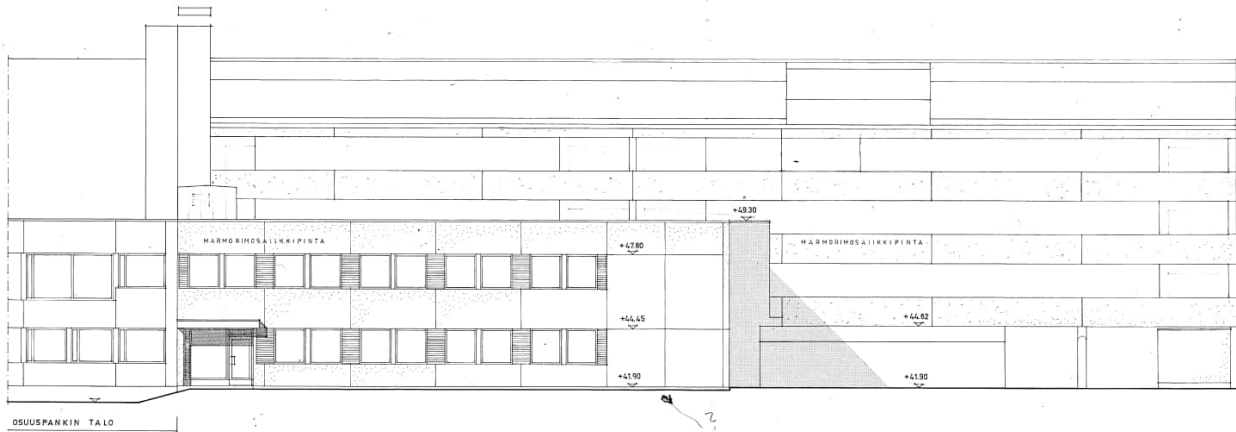 +49.30
MARMORIMOSAIIKKIPINTA
+47.80
MARMORIMOSAIIKKIPINTA
+44.45
+44.62
+41.90
+41.90
OSUUSPANKIN TALO
?